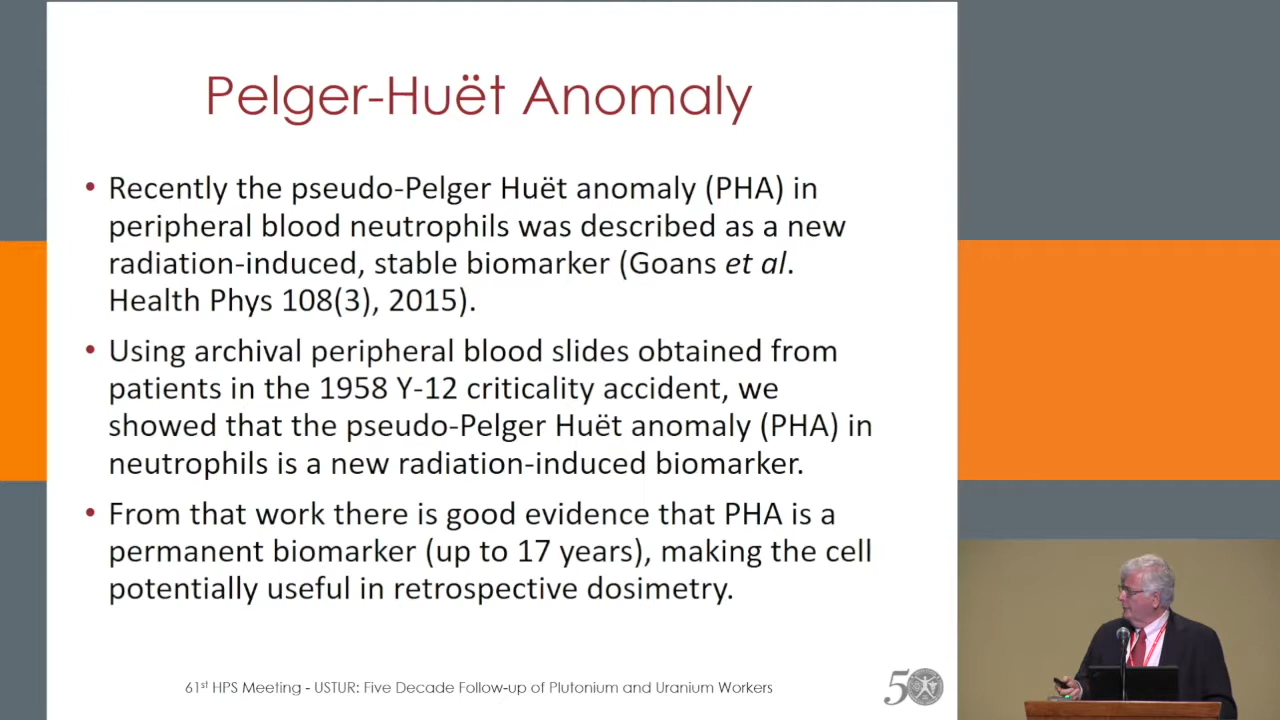 Pelger-Huët Anomaly
• Recently the pseudo-Pelger Huët anomaly (PHA) in
peripheral blood neutrophils was described as a new
radiation-induced, stable biomarker (Goans et al.
Health Phys 108(3), 2015).
• Using archival peripheral blood slides obtained from
patients in the 1958 Y-12 criticality accident, we
showed that the pseudo-Pelger Huët anomaly (PHA) in
neutrophils is a new radiation-induced biomarker.
• From that work there is good evidence that PHA is a
permanent biomarker (up to 17 years), making the cell
potentially useful in retrospective dosimetry.
61st HPS Meeting - USTUR: Five Decade Follow-up of Plutonium and Uranium Workers
50